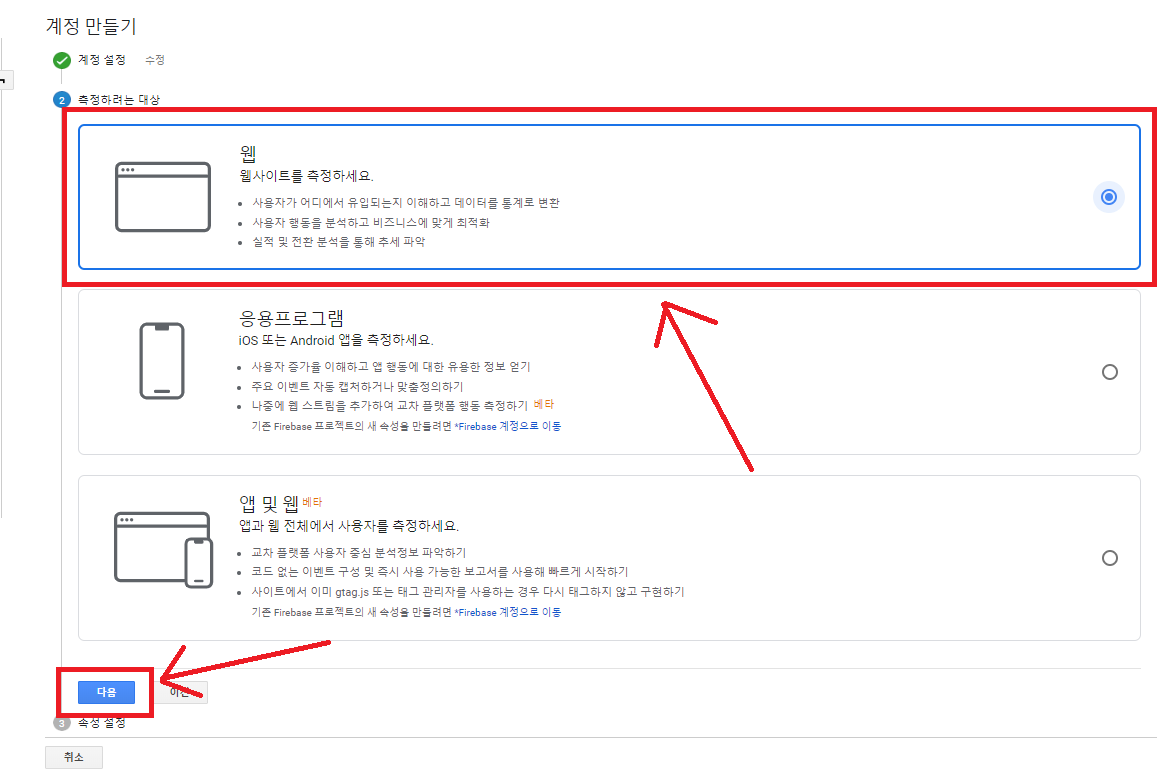 계정 만들기
계정 설정 수정
2 측정하려는 대상
웹
웹사이트를 측정하세요.
사용자가 어디에서 유입되는지 이해하고 데이터를 통계로 변환
사용자 행동을 분석하고 비즈니스에 맞게 최적화
실적 및 전환 분석을 통해 추세 파악
응용프로그램
iOS 또는 Android 앱을 측정하세요.
사용자 증가율 이해하고 앱 행동에 대한 유용한 정보 얻기
주요 이벤트 자동 캡처하거나 맞춤정의하기
나중에 웹 스트림을 추가하여 교차 플랫폼 행동 측정하기 베타
기존 Firebase 프로젝트의 새 속성을 만들려면 *Firebase 계정으로 이동
앱 및 웹 베타
앱과 웹 전체에서 사용자를 측정하세요.
교차 플랫폼 사용자 중심 분석정보 파악하기
코드 없는 이벤트 구성 및 즉시 사용 가능한 보고서를 사용해 빠르게 시작하기
사이트에서 이미 gtag.js 또는 태그 관리자를 사용하는 경우 다시 태그하지 않고 구현하기
기존 Firebase 프로젝트의 새 속성을 만들려면 *Firebase 계정으로 이동
다음 이전
3 속성 설정
취소